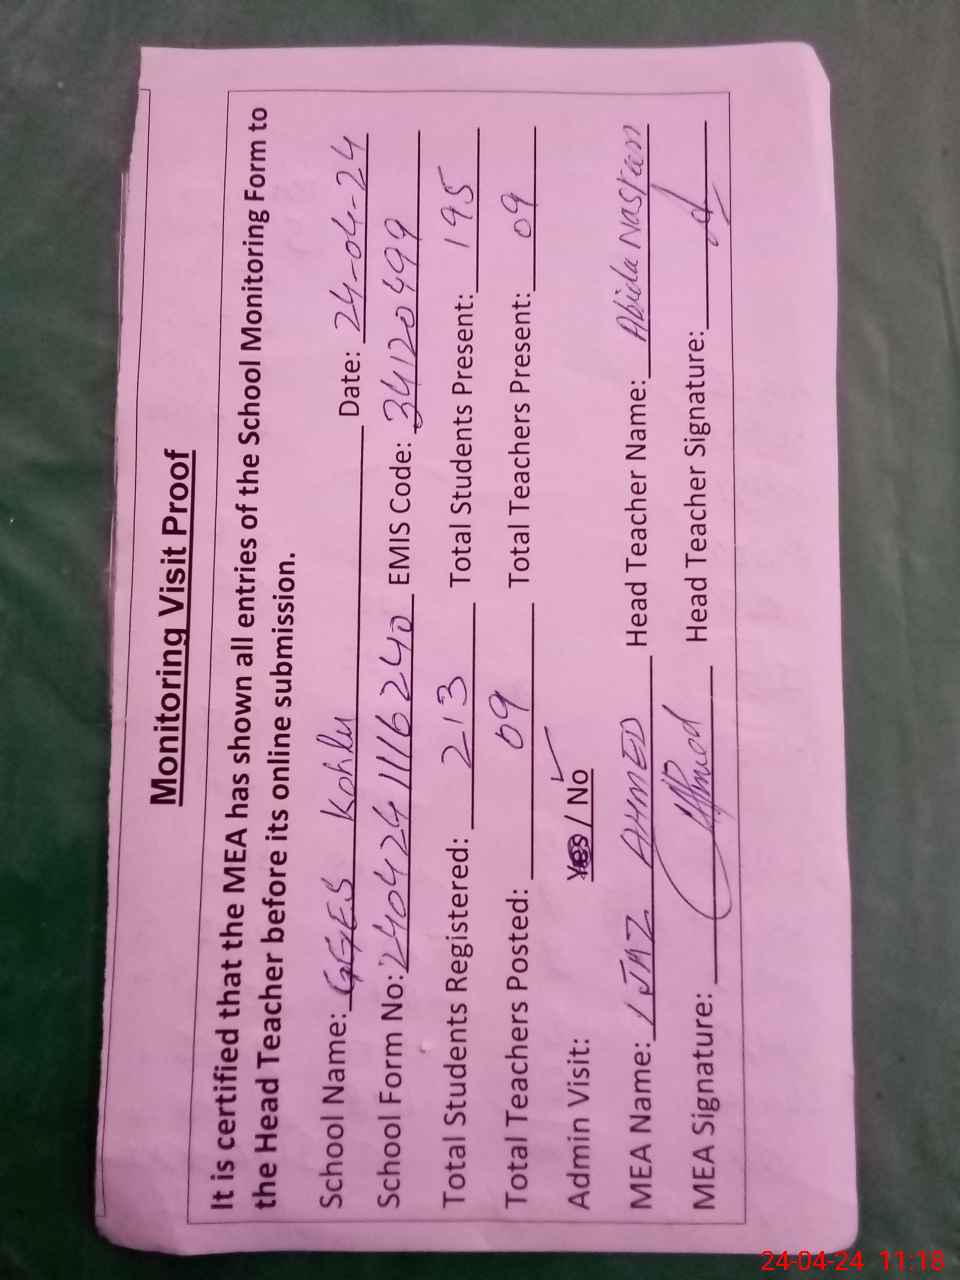 Monitoring Visit Proof
It is certified that the MEA has shown all entries of the School Monitoring Form to
the Head Teacher before its online submission.
School Name: GGES Kohlu Date: 24-04-24
School Form No: 2404241116240 EMIS Code: 34120499
Total Students Registered: 213 Total Students Present: 195
Total Teachers Posted: 09 Total Teachers Present: 09
Admin Visit: Yes / No ✓
MEA Name: IJAZ AHMED Head Teacher Name: Abida
MEA Signature: Ahmed Head Teacher Signature:
24-04-24 11:18